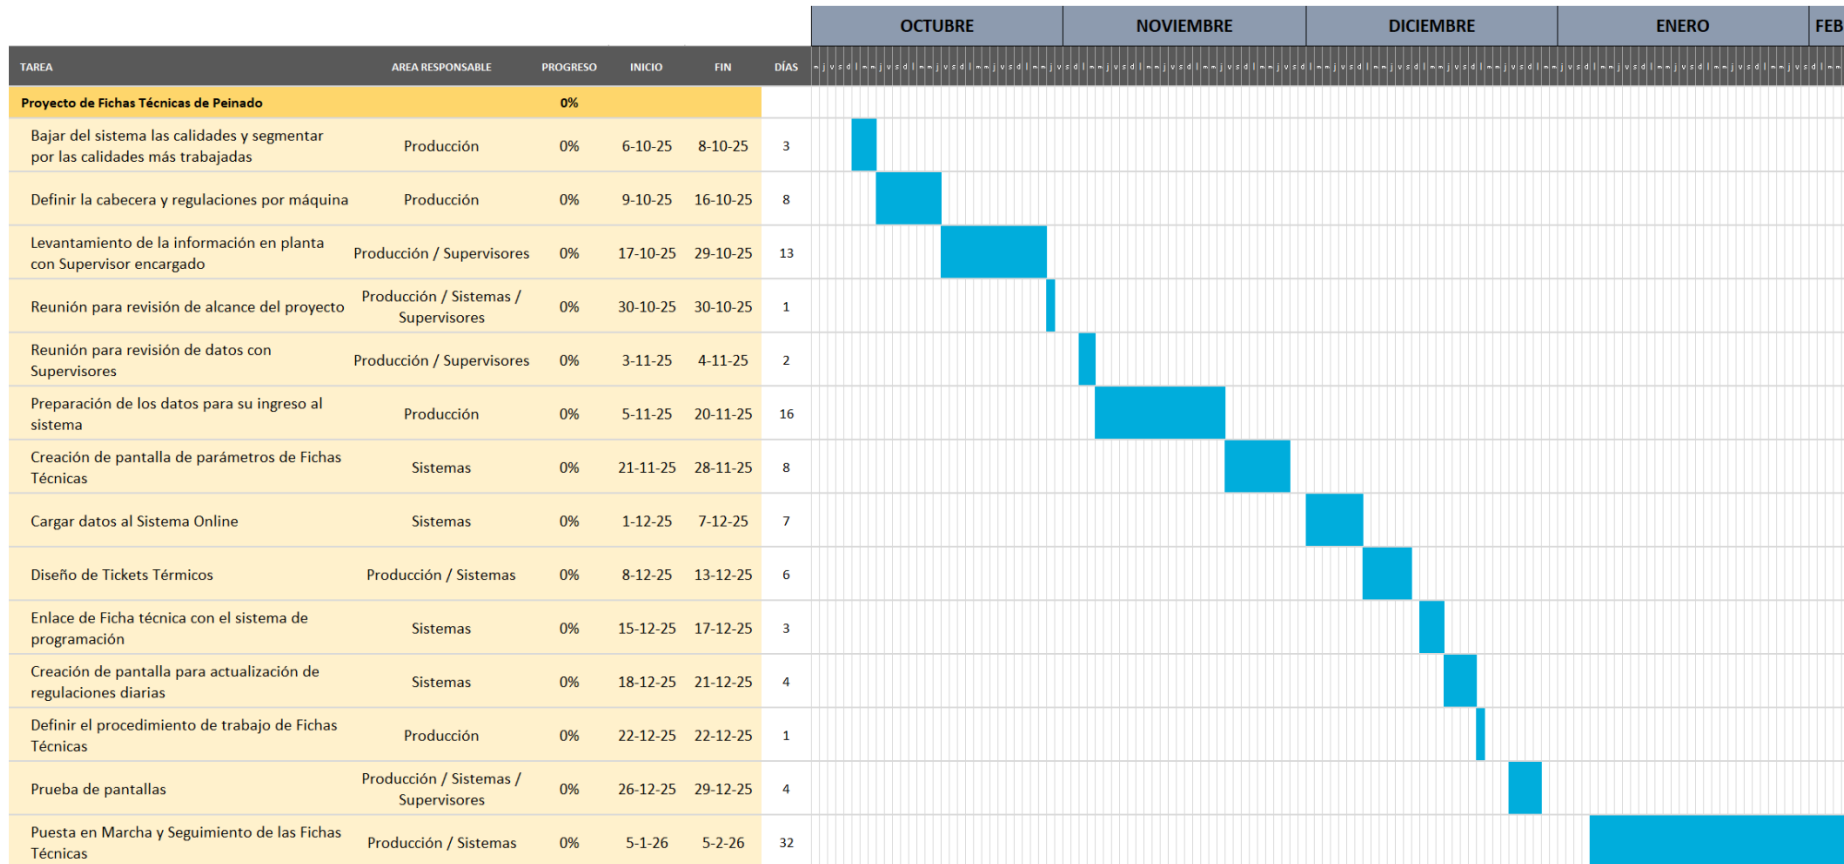 OCTUBRE NOVIEMBRE DICIEMBRE ENERO FEB
TAREA AREA RESPONSABLE PROGRESO INICIO FIN DÍAS
Proyecto de Fichas Técnicas de Peinado 0%
Bajar del sistema las calidades y segmentar
por las calidades más trabajadas
Producción 0% 6-10-25 8-10-25 3
Definir la cabecera y regulaciones por máquina Producción 0% 9-10-25 16-10-25 8
Levantamiento de la información en planta
con Supervisor encargado
Producción / Supervisores 0% 17-10-25 29-10-25 13
Reunión para revisión de alcance del proyecto
Producción / Sistemas /
Supervisores
0% 30-10-25 30-10-25 1
Reunión para revisión de datos con
Supervisores
Producción / Supervisores 0% 3-11-25 4-11-25 2
Preparación de los datos para su ingreso al
sistema
Producción 0% 5-11-25 20-11-25 16
Creación de pantalla de parámetros de Fichas
Técnicas
Sistemas 0% 21-11-25 28-11-25 8
Cargar datos al Sistema Online Sistemas 0% 1-12-25 7-12-25 7
Diseño de Tickets Térmicos Producción / Sistemas 0% 8-12-25 13-12-25 6
Enlace de Ficha técnica con el sistema de
programación
Sistemas 0% 15-12-25 17-12-25 3
Creación de pantalla para actualización de
regulaciones diarias
Sistemas 0% 18-12-25 21-12-25 4
Definir el procedimiento de trabajo de Fichas
Técnicas
Producción 0% 22-12-25 22-12-25 1
Prueba de pantallas
Producción / Sistemas /
Supervisores
0% 26-12-25 29-12-25 4
Puesta en Marcha y Seguimiento de las Fichas
Técnicas
Producción / Sistemas 0% 5-1-26 5-2-26 32